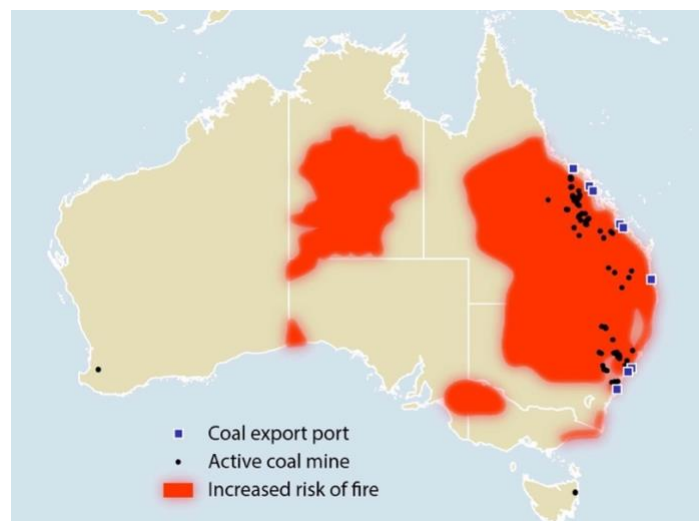 Coal export port
Active coal mine
Increased risk of fire